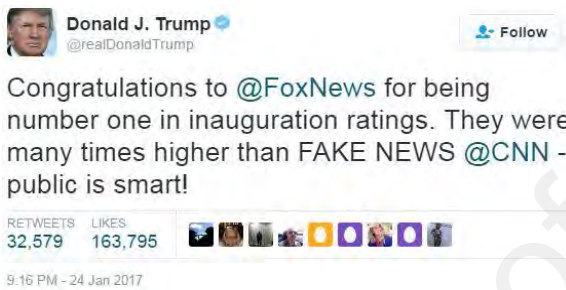 Donald J. Trump
@realDonaldTrump
Follow
Congratulations to @FoxNews for being
number one in inauguration ratings. They were
many times higher than FAKE NEWS @CNN -
public is smart!
RETWEETS LIKES
32,579 163,795
9:16 PM - 24 Jan 2017